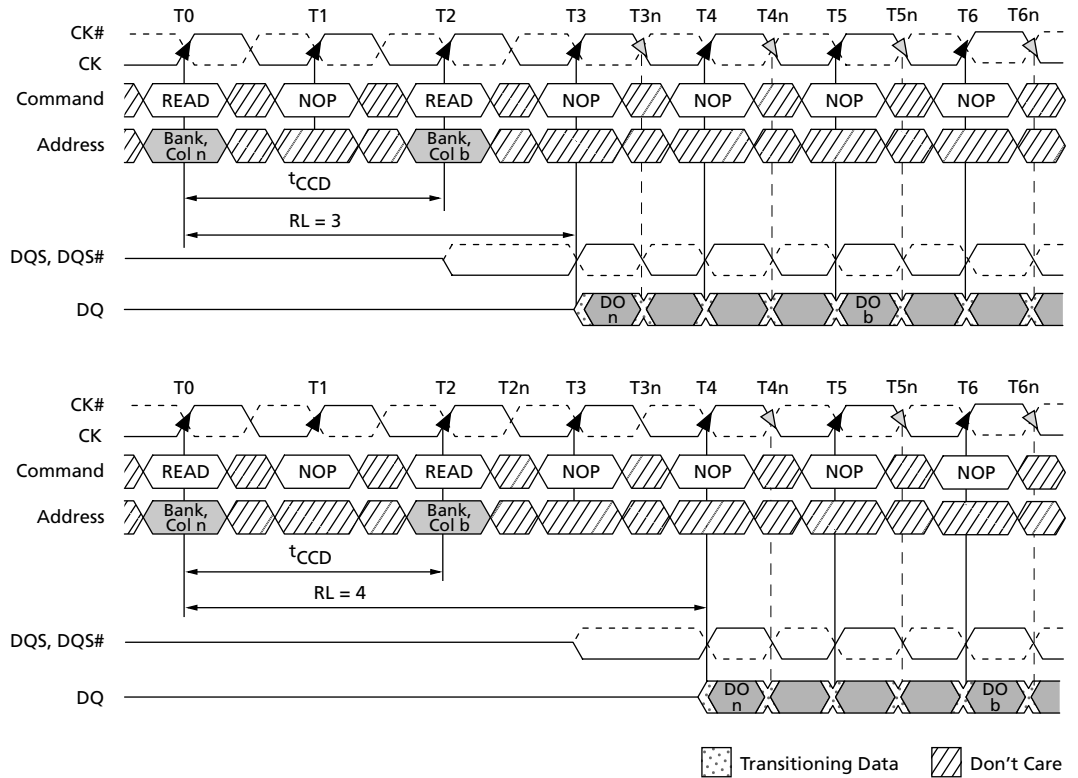 T0 T1 T2 T3 T3n T4 T4n T5 T5n T6 T6n
CK#
CK
Command READ NOP READ NOP NOP NOP NOP
Address Bank, Col n Bank, Col b
tCCD
RL = 3
DQS, DQS#
DQ DO n DO b
T0 T1 T2 T2n T3 T3n T4 T4n T5 T5n T6 T6n
CK#
CK
Command READ NOP READ NOP NOP NOP NOP
Address Bank, Col n Bank, Col b
tCCD
RL = 4
DQS, DQS#
DQ DO n DO b
Transitioning Data Don't Care